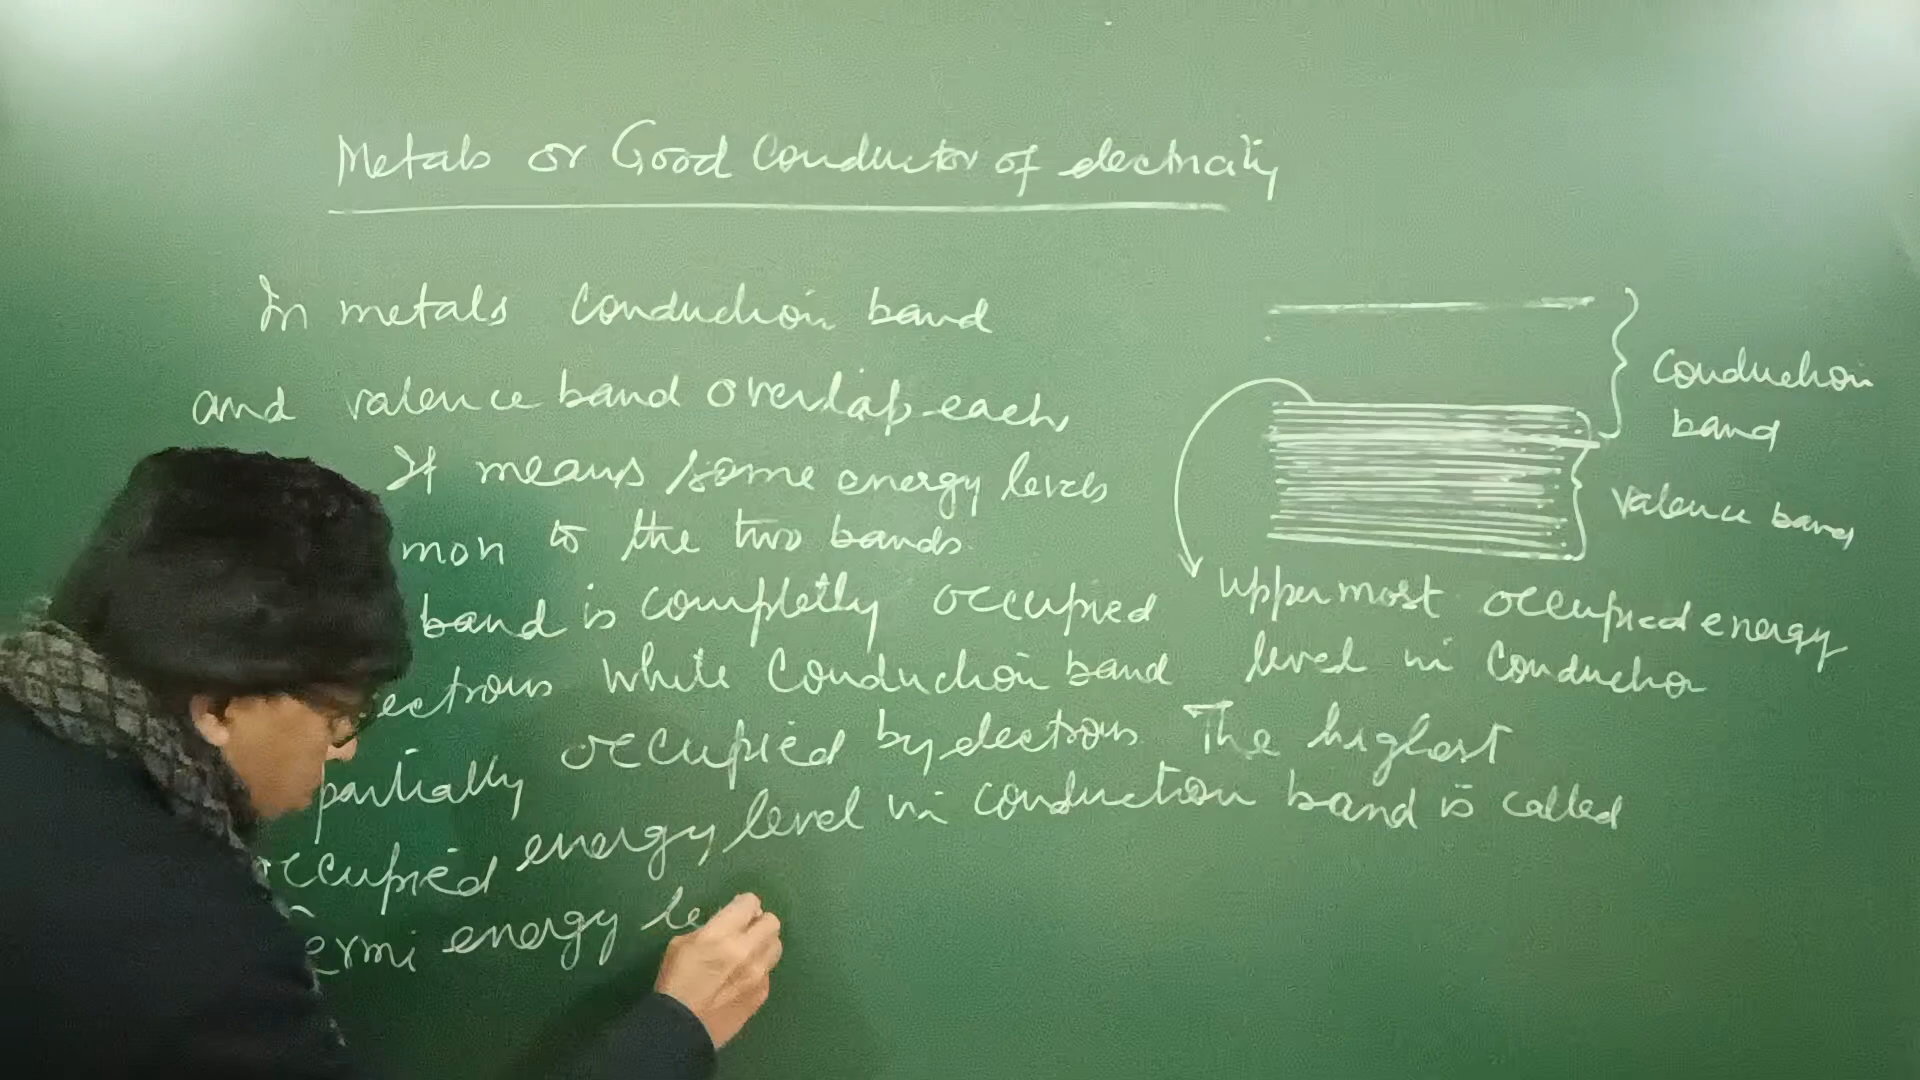 Metals or Good Conductor of electricity
In metals conduction band
and valence band overlap each
It means some energy levels
mon to the two bands.
band is completly occupied
ectrons while conduction band
partially occupied by electrons. The highest
occupied energy level in conduction band is called
ermi energy le
Conduction
band
Valence band
uppermost occupied energy
level in conductor